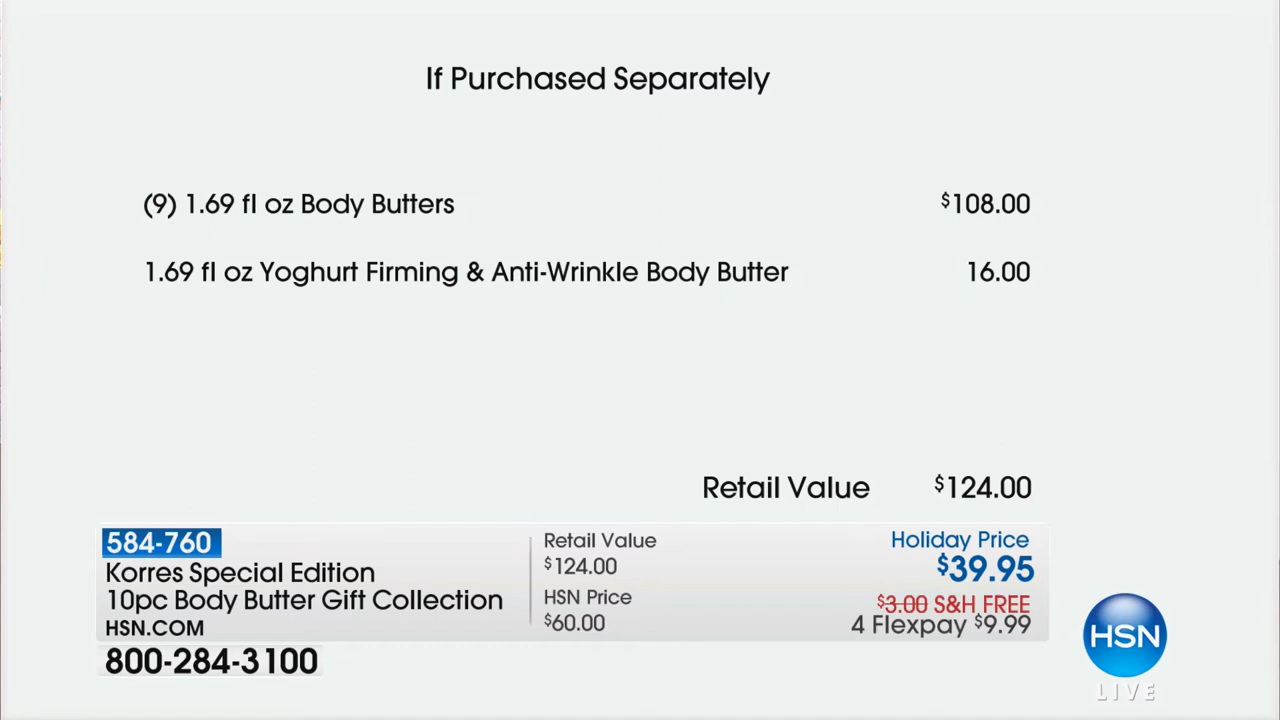 If Purchased Separately
(9) 1.69 fl oz Body Butters $108.00
1.69 fl oz Yoghurt Firming & Anti-Wrinkle Body Butter 16.00
Retail Value $124.00
584-760
Korres Special Edition
10pc Body Butter Gift Collection
HSN.COM
800-284-3100
Retail Value
$124.00
HSN Price
$60.00
Holiday Price
$39.95
$3.00 S&H FREE
4 Flexpay $9.99
HSN
LIVE